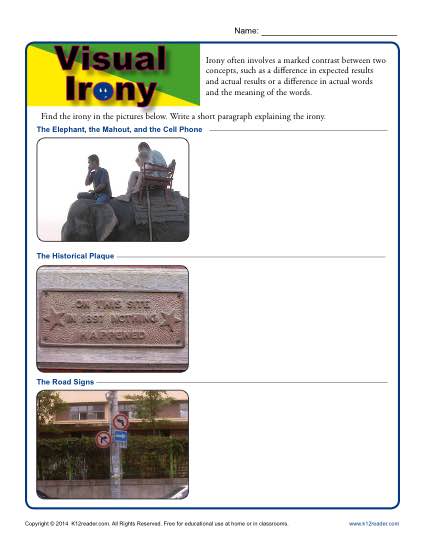 Name:
Visual
Irony
Irony often involves a marked contrast between two
concepts, such as a difference in expected results
and actual results or a difference in actual words
and the meaning of the words.
Find the irony in the pictures below. Write a short paragraph explaining the irony.
The Elephant, the Mahout, and the Cell Phone
The Historical Plaque
ON THIS SITE
IN 1897 NOTHING
HAPPENED
The Road Signs
Copyright © 2014 K12reader.com. All Rights Reserved. Free for educational use at home or in classrooms.
www.k12reader.com